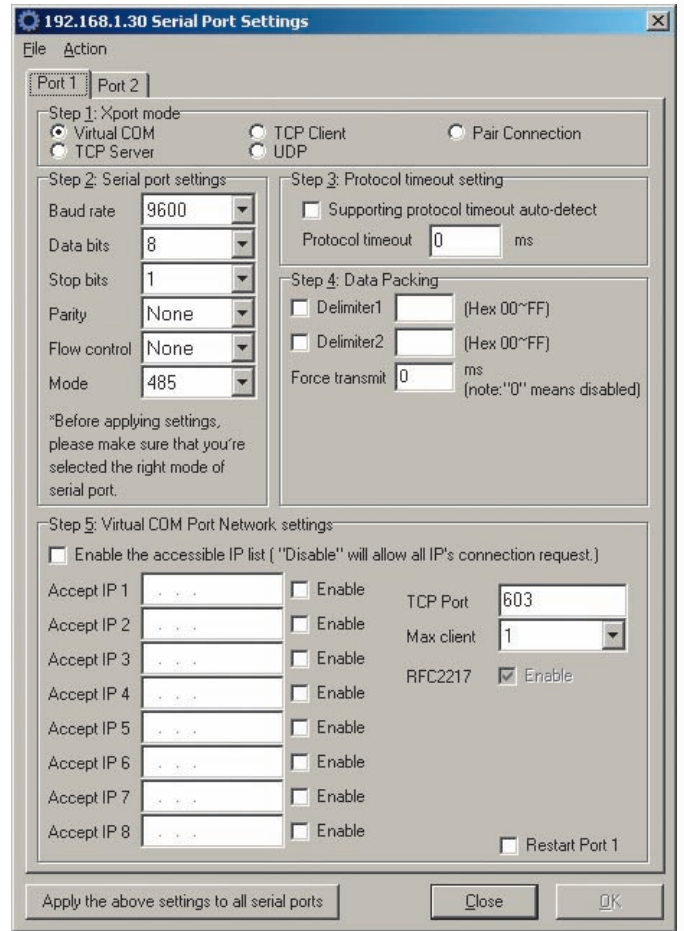 192.168.1.30 Serial Port Settings
File Action
Port 1 Port 2
Step 1: Xport mode
Virtual COM TCP Client Pair Connection
TCP Server UDP
Step 2: Serial port settings
Baud rate 9600
Data bits 8
Stop bits 1
Parity None
Flow control None
Mode 485
*Before applying settings,
please make sure that you're
selected the right mode of
serial port.
Step 3: Protocol timeout setting
Supporting protocol timeout auto-detect
Protocol timeout 0 ms
Step 4: Data Packing
Delimiter1 (Hex 00~FF)
Delimiter2 (Hex 00~FF)
Force transmit 0 ms
(note:"0" means disabled)
Step 5: Virtual COM Port Network settings
Enable the accessible IP list ( "Disable" will allow all IP's connection request.)
Accept IP 1 . . . Enable
Accept IP 2 . . . Enable
Accept IP 3 . . . Enable
Accept IP 4 . . . Enable
Accept IP 5 . . . Enable
Accept IP 6 . . . Enable
Accept IP 7 . . . Enable
Accept IP 8 . . . Enable
TCP Port 603
Max client 1
RFC2217 Enable
Restart Port 1
Apply the above settings to all serial ports Close OK